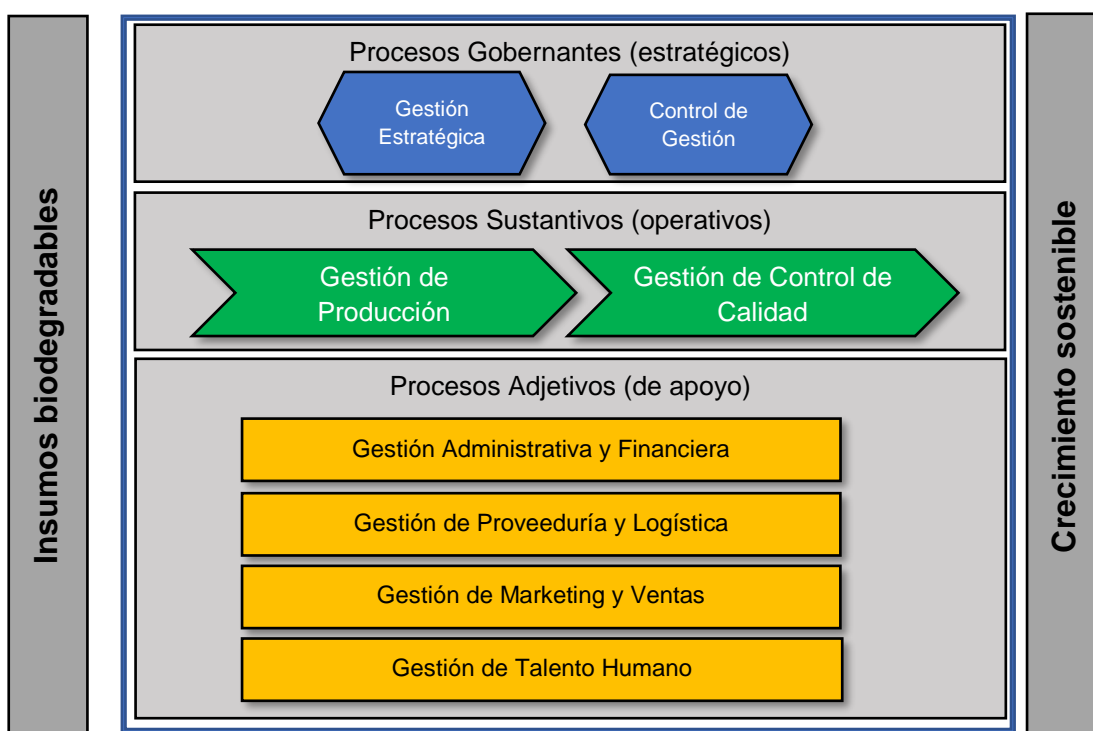 Insumos biodegradables
Procesos Gobernantes (estratégicos)
Gestión
Estratégica
Control de
Gestión
Procesos Sustantivos (operativos)
Gestión de
Producción
Gestión de Control de
Calidad
Procesos Adjetivos (de apoyo)
Gestión Administrativa y Financiera
Gestión de Proveeduría y Logística
Gestión de Marketing y Ventas
Gestión de Talento Humano
Crecimiento sostenible